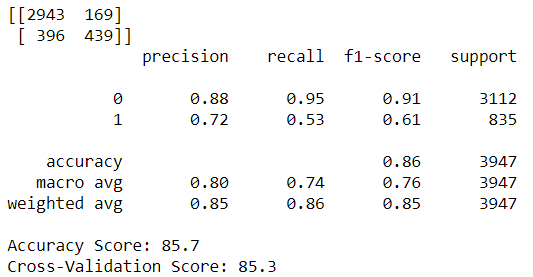 [[2943 169]
[ 396 439]]
precision recall f1-score support
0 0.88 0.95 0.91 3112
1 0.72 0.53 0.61 835
accuracy 0.86 3947
macro avg 0.80 0.74 0.76 3947
weighted avg 0.85 0.86 0.85 3947
Accuracy Score: 85.7
Cross-Validation Score: 85.3